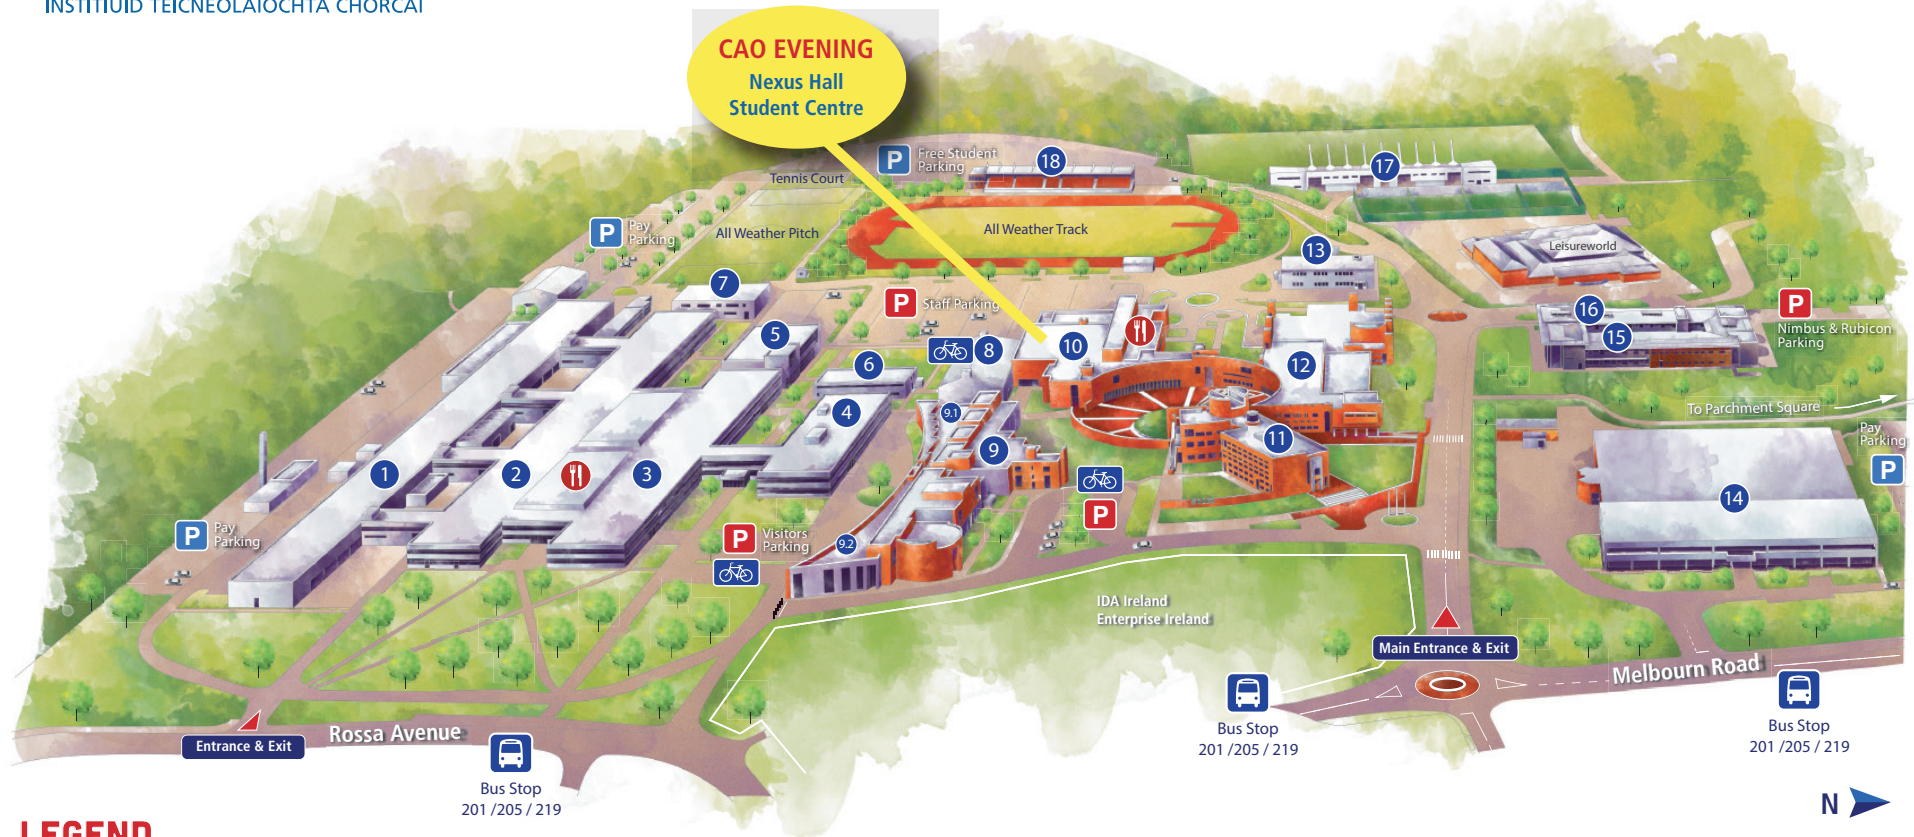 INSTITIÚID TEICNEOLAÍOCHTA CHORCAÍ
CAO EVENING
Nexus Hall
Student Centre
P
Free Student
Parking
18
17
Tennis Court
P
Pay
Parking
All Weather Pitch
All Weather Track
13
Leisureworld
7
P
Staff Parking
16
P
Nimbus & Rubicon
Parking
5
8
10
15
6
12
4
9.1
To Parchment Square
Pay
Parking
P
11
9
1
2
3
14
P
P
Pay
Parking
P
Visitors
Parking
9.2
IDA Ireland
Enterprise Ireland
Main Entrance & Exit
Melbourn Road
Rossa Avenue
Entrance & Exit
Bus Stop
201 /205 / 219
Bus Stop
201 /205 / 219
Bus Stop
201 /205 / 219
N
LEGEND